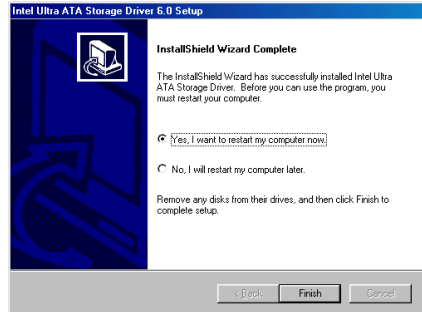 Intel Ultra ATA Storage Driver 6.0 Setup
InstallShield Wizard Complete
The InstallShield Wizard has successfully installed Intel Ultra
ATA Storage Driver. Before you can use the program, you
must restart your computer.
Yes, I want to restart my computer now.
No, I will restart my computer later.
Remove any disks from their drives, and then click Finish to
complete setup.
< Back Finish Cancel